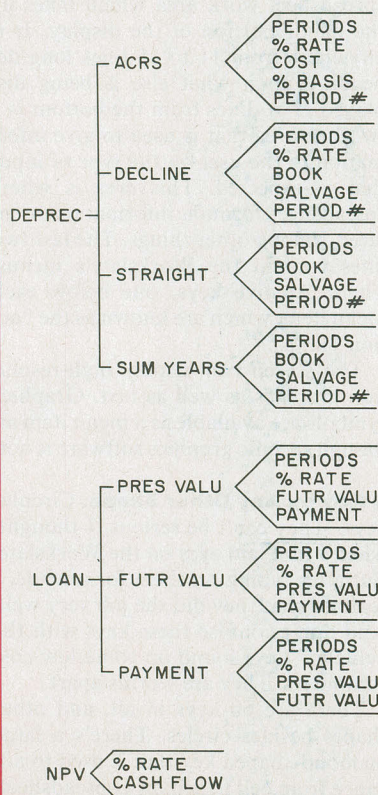 ACRS
PERIODS
% RATE
COST
% BASIS
PERIOD #
DEPREC
DECLINE
PERIODS
% RATE
BOOK
SALVAGE
PERIOD #
STRAIGHT
PERIODS
BOOK
SALVAGE
PERIOD #
SUM YEARS
PERIODS
BOOK
SALVAGE
PERIOD #
LOAN
PRES VALU
PERIODS
% RATE
FUTR VALU
PAYMENT
FUTR VALU
PERIODS
% RATE
PRES VALU
PAYMENT
PAYMENT
PERIODS
% RATE
PRES VALU
FUTR VALU
NPV
% RATE
CASH FLOW